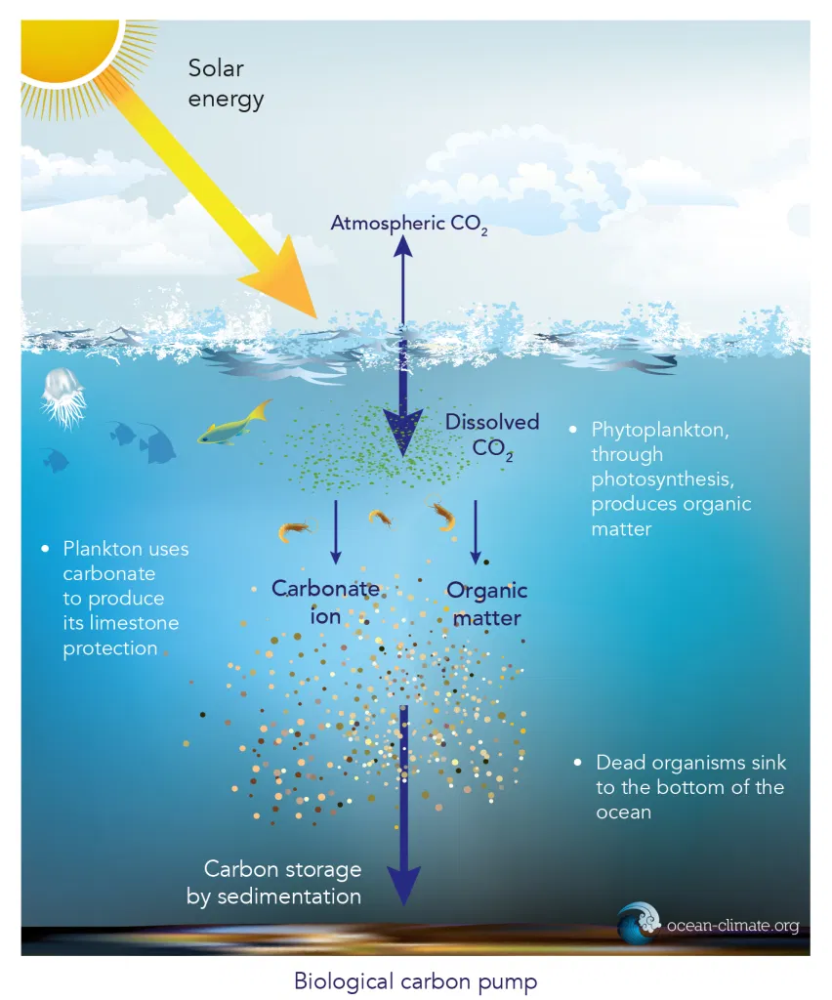 Solar
energy
Atmospheric CO₂
Dissolved
CO₂
• Phytoplankton,
through
photosynthesis,
produces organic
matter
• Plankton uses
carbonate
to produce
its limestone
protection
Carbonate
ion
Organic
matter
• Dead organisms sink
to the bottom of the
ocean
Carbon storage
by sedimentation
ocean-climate.org
Biological carbon pump